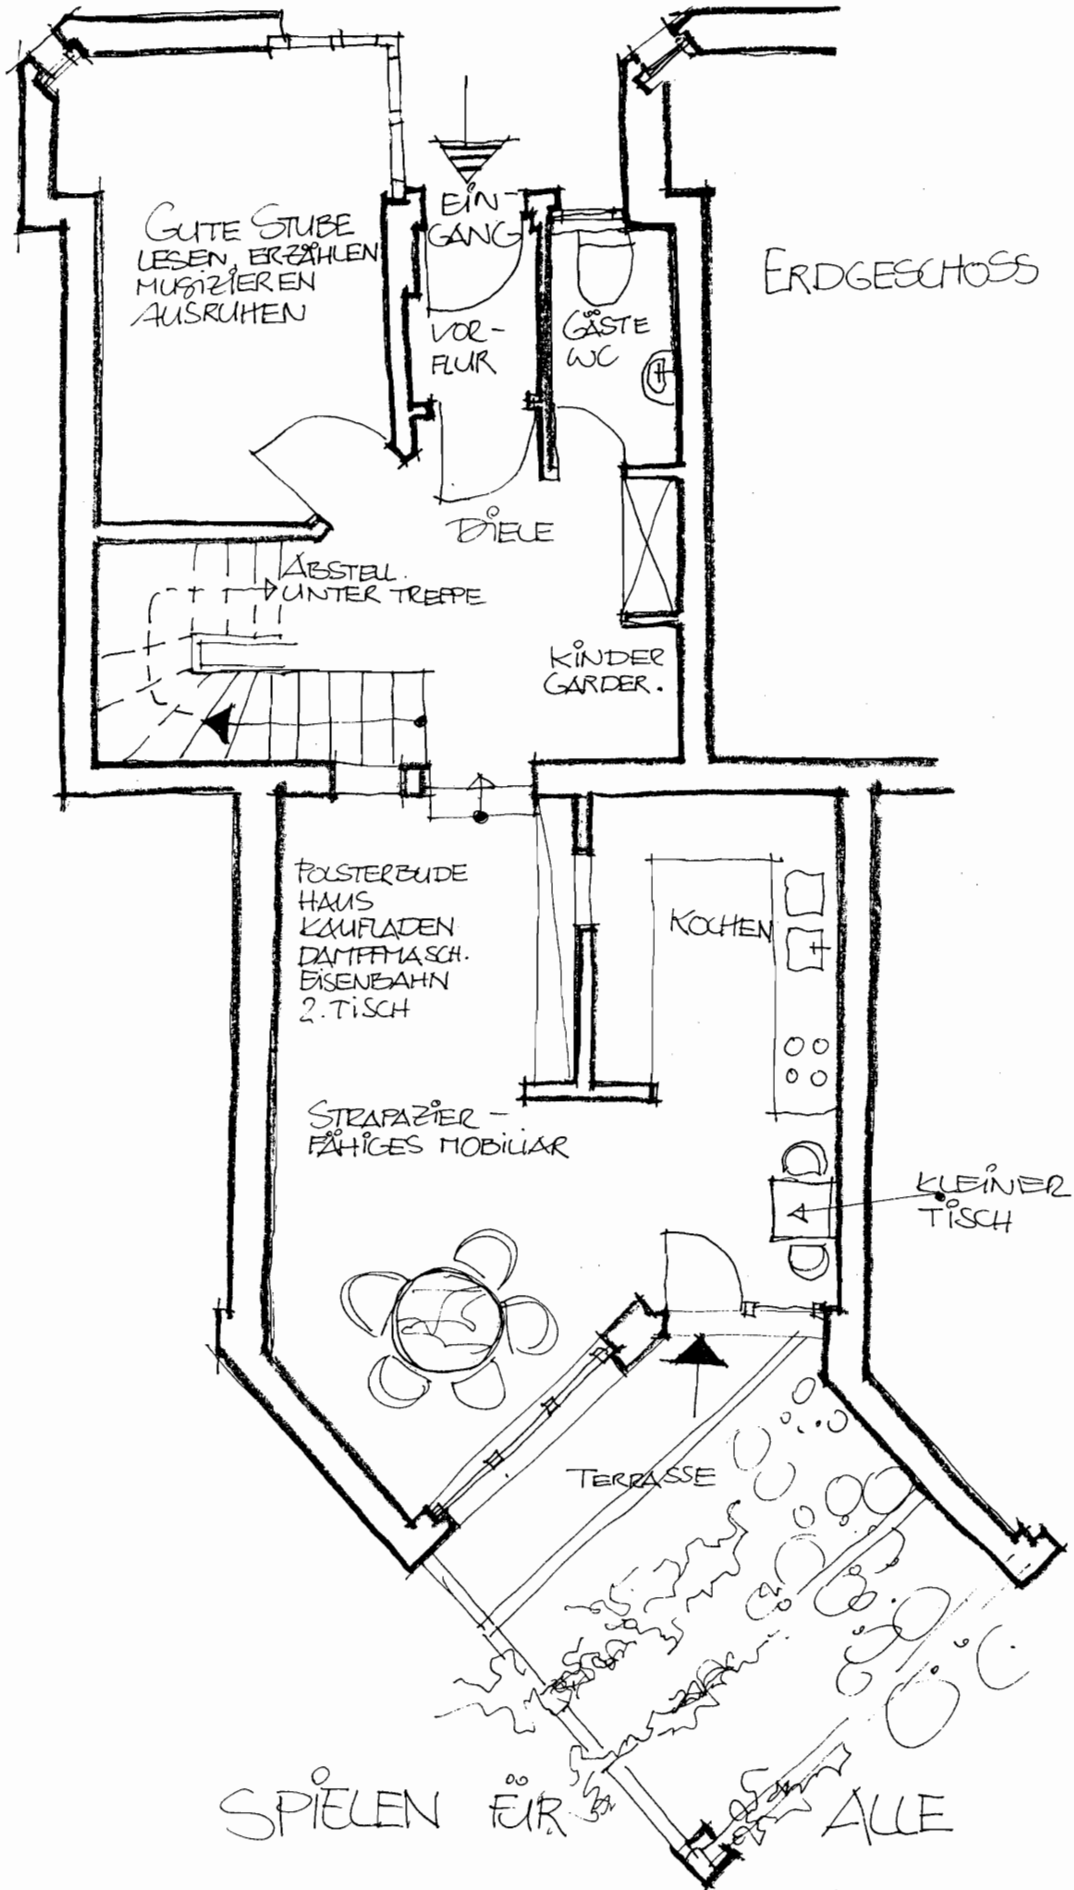 EIN-
GANG
GUTE STUBE
LESEN, ERZÄHLEN
MUSIZIEREN
AUSRUHEN
ERDGESCHOSS
VOR-
FLUR
GÄSTE
WC
DIELE
ABSTELL.
UNTER TREPPE
KINDER
GARDER.
POLSTERBUDE
HAUS
KAUFLADEN
DAMPFMASCH.
EISENBAHN
2. TISCH
KOCHEN
STRAPAZIER-
FÄHIGES MOBILIAR
KLEINER
TISCH
TERRASSE
SPIELEN FÜR ALLE